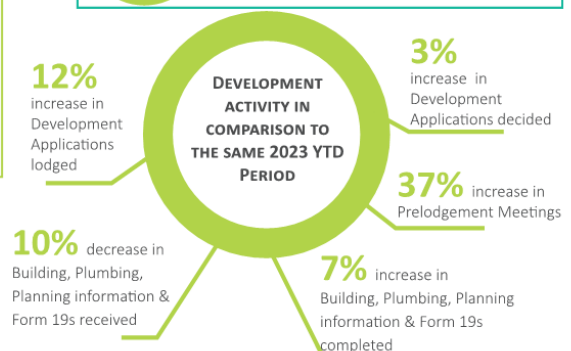 DEVELOPMENT
ACTIVITY IN
COMPARISON TO
THE SAME 2023 YTD
PERIOD
12%
increase in
Development
Applications
lodged
3%
increase in
Development
Applications decided
37% increase in
Prelodgement Meetings
10% decrease in
Building, Plumbing,
Planning information &
Form 19s received
7% increase in
Building, Plumbing, Planning
information & Form 19s
completed